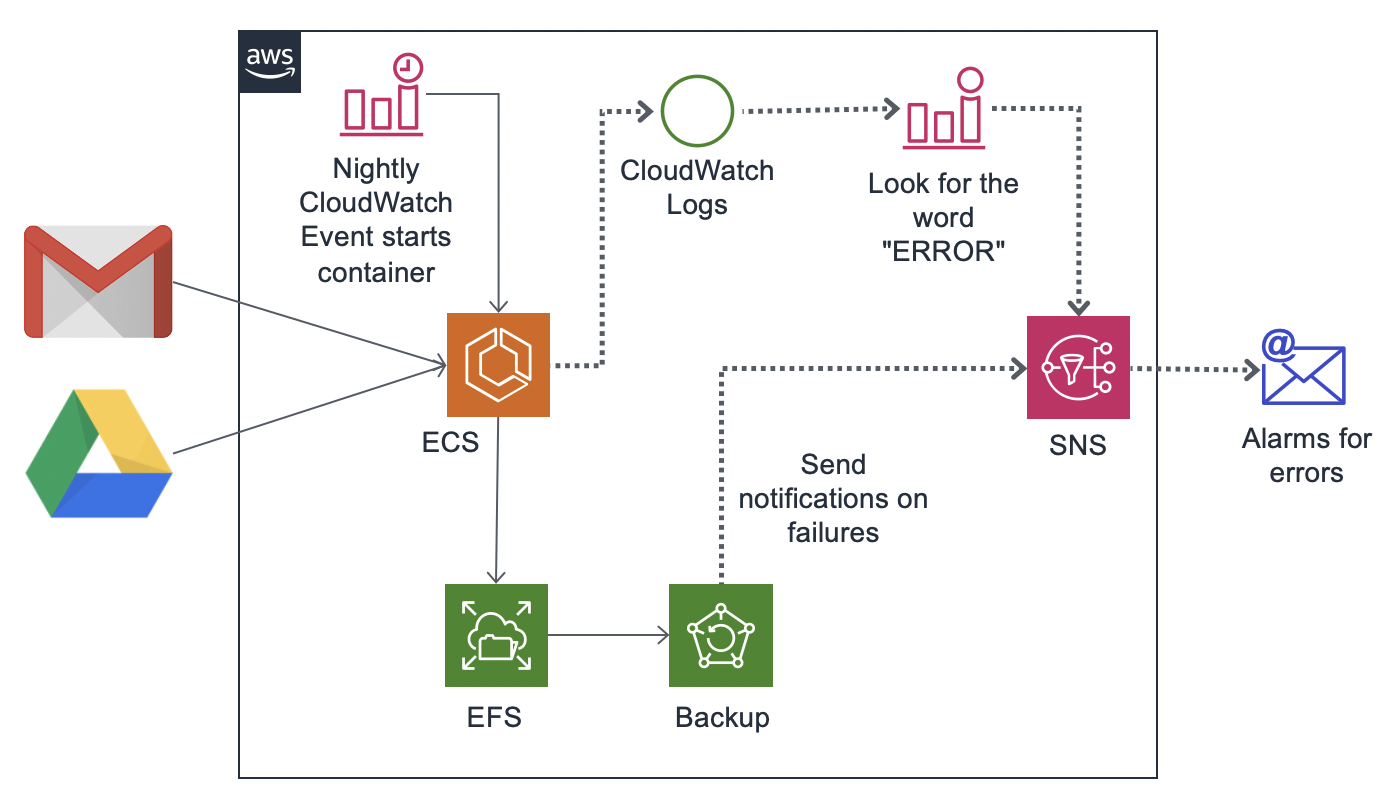 aws
Nightly
CloudWatch
Event starts
container
CloudWatch
Logs
Look for the
word
"ERROR"
ECS
SNS
@
Alarms for
errors
Send
notifications on
failures
EFS
Backup